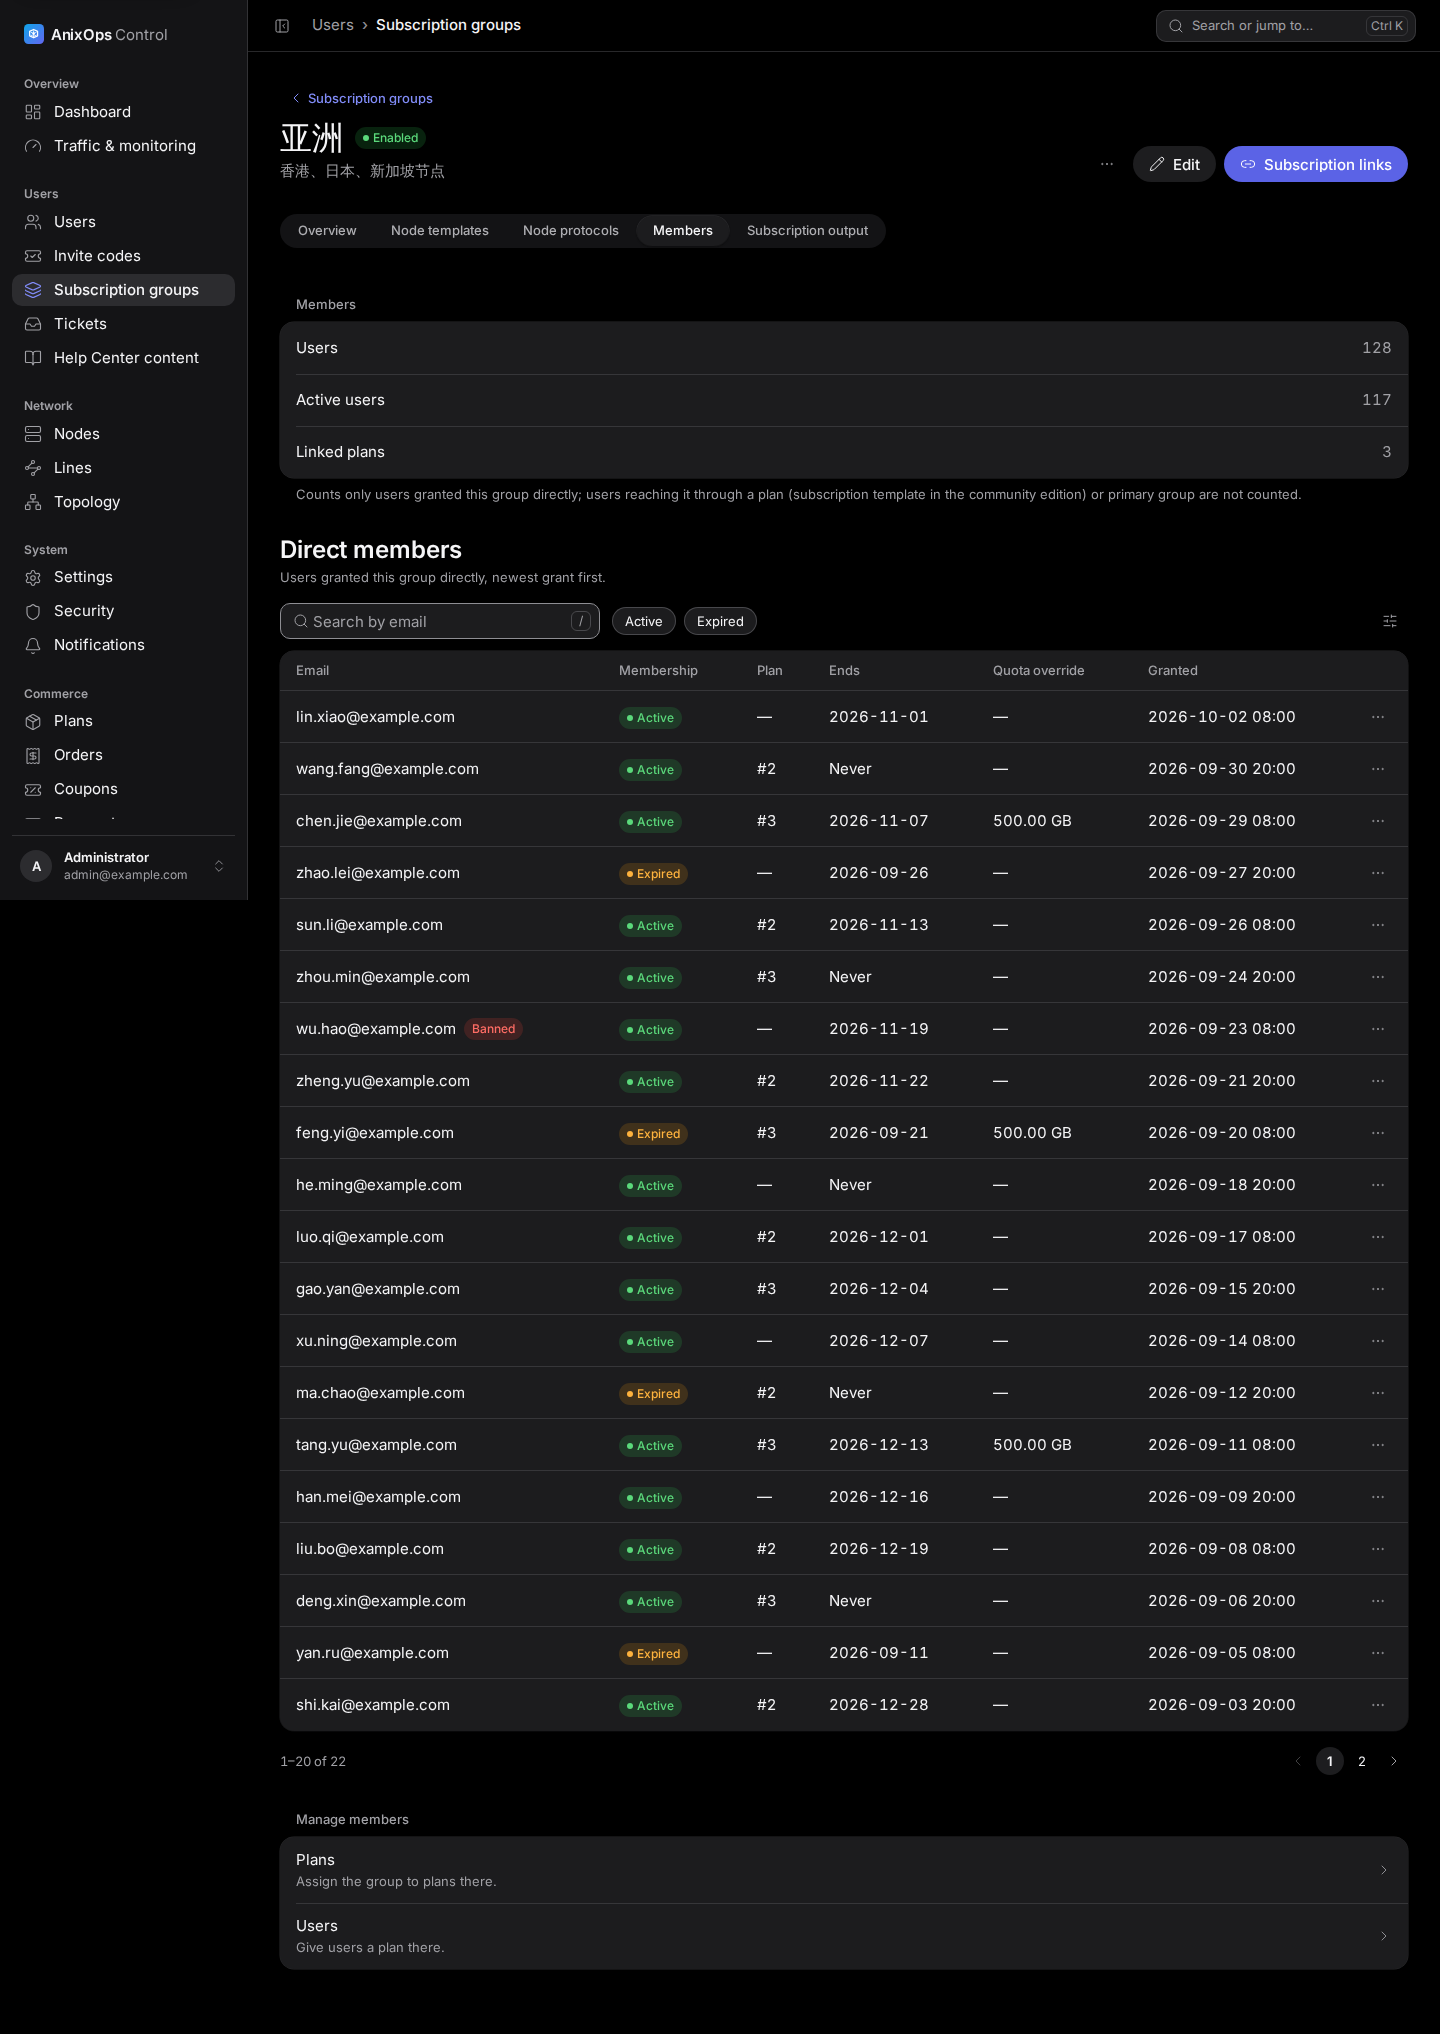 AnixOps Control
Users › Subscription groups
Search or jump to... Ctrl K
Overview
Dashboard
Traffic & monitoring
Users
Users
Invite codes
Subscription groups
Tickets
Help Center content
Network
Nodes
Lines
Topology
System
Settings
Security
Notifications
Commerce
Plans
Orders
Coupons
A Administrator
admin@example.com
Subscription groups
亚洲 Enabled
香港、日本、新加坡节点
Edit Subscription links
Overview Node templates Node protocols Members Subscription output
Members
Users 128
Active users 117
Linked plans 3
Counts only users granted this group directly; users reaching it through a plan (subscription template in the community edition) or primary group are not counted.
Direct members
Users granted this group directly, newest grant first.
Search by email / Active Expired
Email Membership Plan Ends Quota override Granted
lin.xiao@example.com Active — 2026-11-01 — 2026-10-02 08:00
wang.fang@example.com Active #2 Never — 2026-09-30 20:00
chen.jie@example.com Active #3 2026-11-07 500.00 GB 2026-09-29 08:00
zhao.lei@example.com Expired — 2026-09-26 — 2026-09-27 20:00
sun.li@example.com Active #2 2026-11-13 — 2026-09-26 08:00
zhou.min@example.com Active #3 Never — 2026-09-24 20:00
wu.hao@example.com Banned Active — 2026-11-19 — 2026-09-23 08:00
zheng.yu@example.com Active #2 2026-11-22 — 2026-09-21 20:00
feng.yi@example.com Expired #3 2026-09-21 500.00 GB 2026-09-20 08:00
he.ming@example.com Active — Never — 2026-09-18 20:00
luo.qi@example.com Active #2 2026-12-01 — 2026-09-17 08:00
gao.yan@example.com Active #3 2026-12-04 — 2026-09-15 20:00
xu.ning@example.com Active — 2026-12-07 — 2026-09-14 08:00
ma.chao@example.com Expired #2 Never — 2026-09-12 20:00
tang.yu@example.com Active #3 2026-12-13 500.00 GB 2026-09-11 08:00
han.mei@example.com Active — 2026-12-16 — 2026-09-09 20:00
liu.bo@example.com Active #2 2026-12-19 — 2026-09-08 08:00
deng.xin@example.com Active #3 Never — 2026-09-06 20:00
yan.ru@example.com Expired — 2026-09-11 — 2026-09-05 08:00
shi.kai@example.com Active #2 2026-12-28 — 2026-09-03 20:00
1–20 of 22 1 2
Manage members
Plans
Assign the group to plans there.
Users
Give users a plan there.